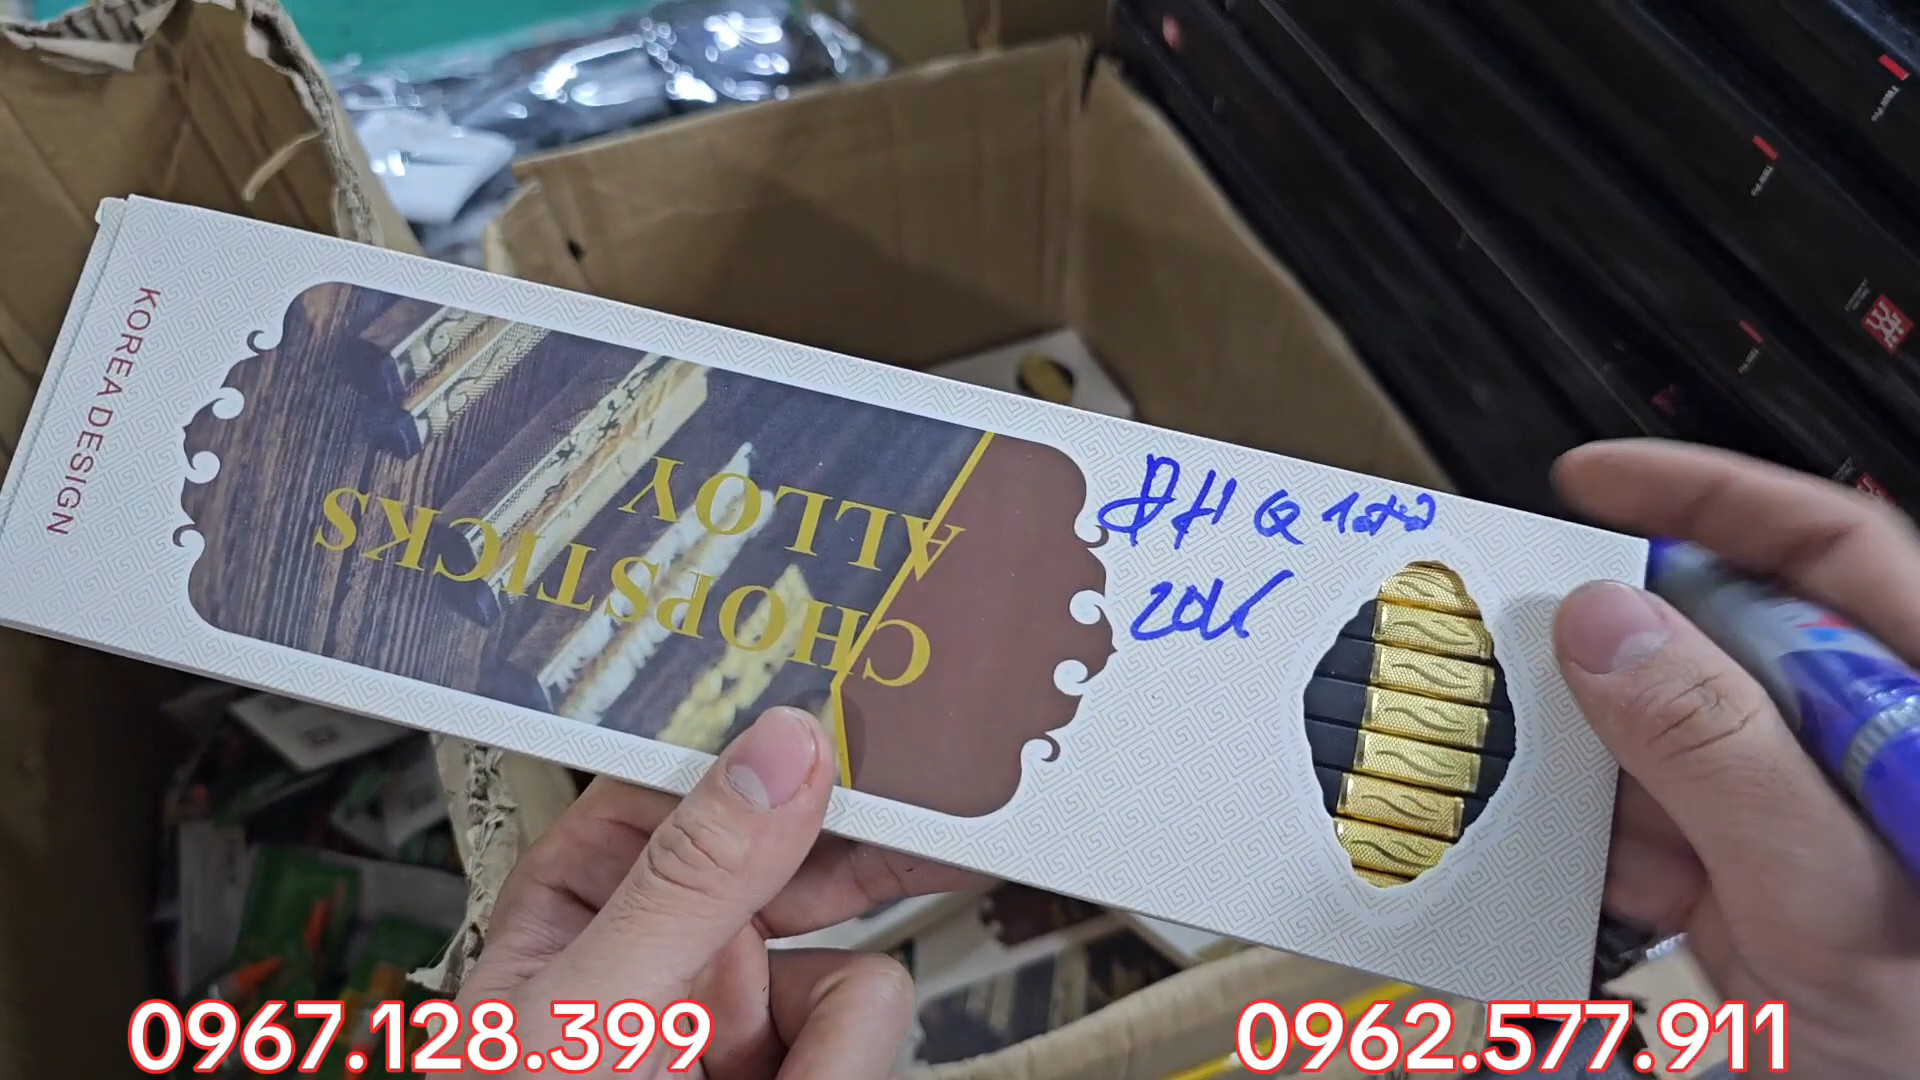 KOREA DESIGN
CHOPSTICKS
ALLOY
20K
0967.128.399
0962.577.911